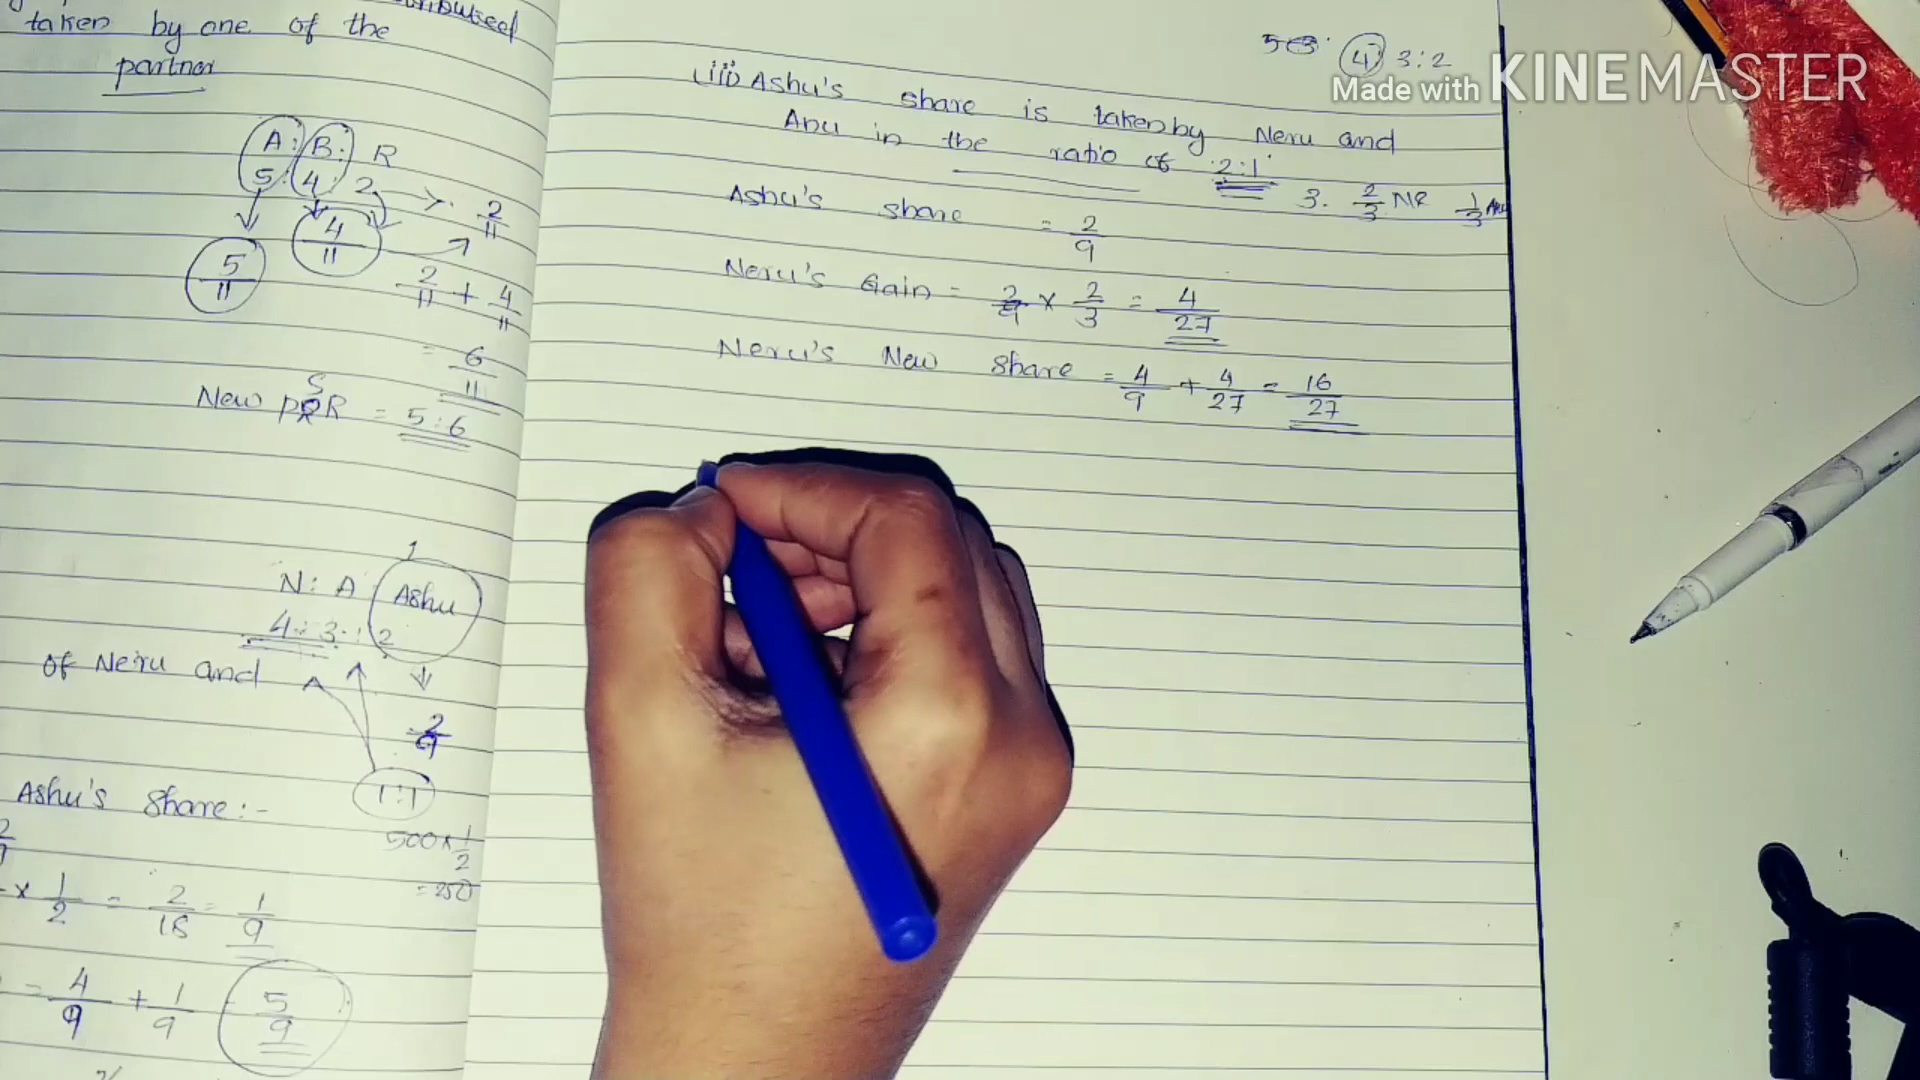 taken by one of the
partner
A: B: R
5: 4: 2 → 2/11
5/11 4/11
2/11 + 4/11
= 6/11
New PSR = 5:6
1
N: A Ashu
4:3:2
of Neru and A
2/9
1:1
Ashu's Share:-
500 x 1/2
= 250
x 1/2 = 2/18 = 1/9
= 4/9 + 1/9 5/9
4 3:2
Made with KINEMASTER
(iii) Ashu's share is taken by Neru and
Anu in the ratio of 2:1
3. 2/3 NR 1/3 Anu
Ashu's share = 2/9
Neru's Gain = 2/9 x 2/3 = 4/27
Neru's New share = 4/9 + 4/27 = 16/27